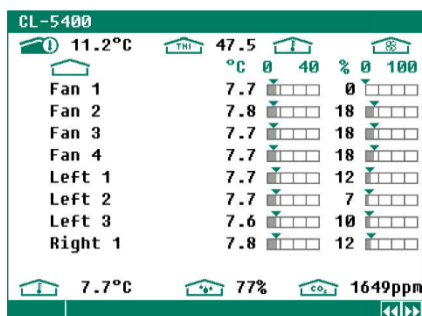 CL-5400
11.2°C THI 47.5
°C 0 40 % 0 100
Fan 1 7.7 0
Fan 2 7.8 18
Fan 3 7.7 18
Fan 4 7.7 18
Left 1 7.7 12
Left 2 7.7 7
Left 3 7.6 10
Right 1 7.8 12
7.7°C 77% CO₂ 1649ppm